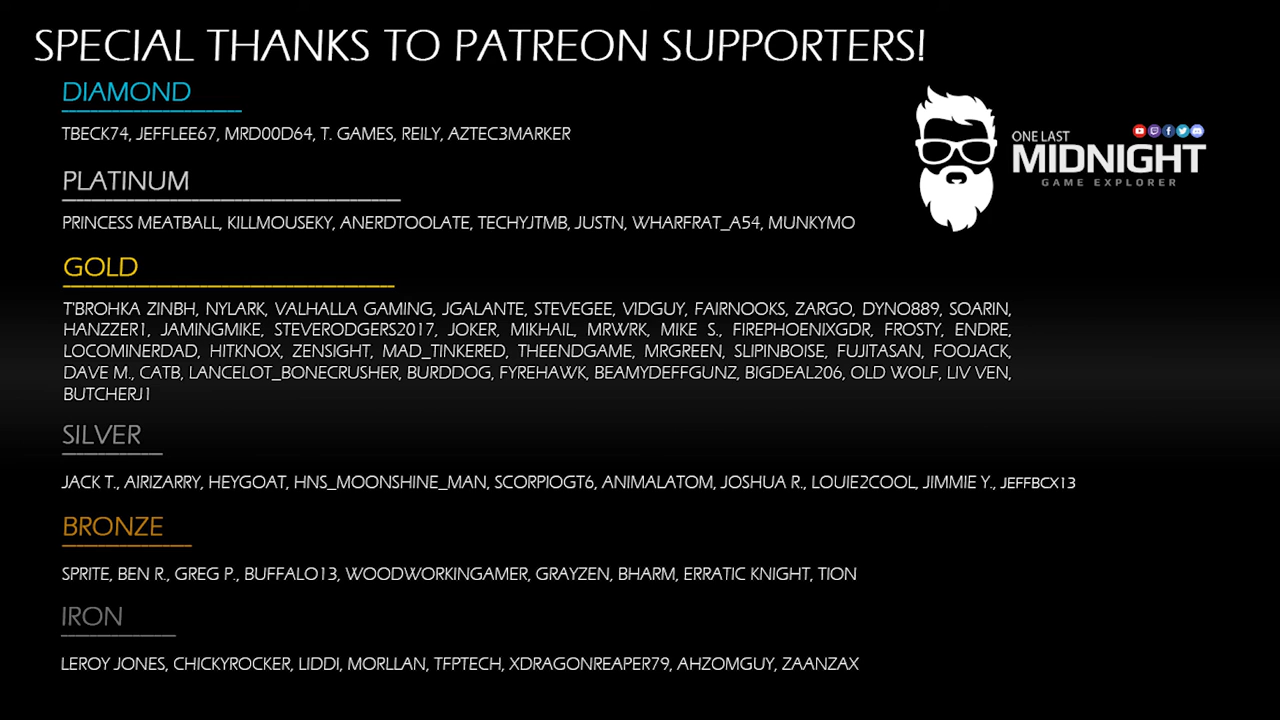 SPECIAL THANKS TO PATREON SUPPORTERS!
DIAMOND
TBECK74, JEFFLEE67, MRD00D64, T. GAMES, REILY, AZTEC3MARKER
ONE LAST
MIDNIGHT
GAME EXPLORER
PLATINUM
PRINCESS MEATBALL, KILLMOUSEKY, ANERDTOOLATE, TECHYJTMB, JUSTN, WHARFRAT_A54, MUNKYMO
GOLD
T'BROHKA ZINBH, NYLARK, VALHALLA GAMING, JGALANTE, STEVEGEE, VIDGUY, FAIRNOOKS, ZARGO, DYNO889, SOARIN,
HANZZER1, JAMINGMIKE, STEVERODGERS2017, JOKER, MIKHAIL, MRWRK, MIKE S., FIREPHOENIXGDR, FROSTY, ENDRE,
LOCOMINERDAD, HITKNOX, ZENSIGHT, MAD_TINKERED, THEENDGAME, MRGREEN, SLIPINBOISE, FUJITASAN, FOOJACK,
DAVE M., CATB, LANCELOT_BONECRUSHER, BURDDOG, FYREHAWK, BEAMYDEFFGUNZ, BIGDEAL206, OLD WOLF, LIV VEN,
BUTCHERJ1
SILVER
JACK T., AIRIZARRY, HEYGOAT, HNS_MOONSHINE_MAN, SCORPIOGT6, ANIMALATOM, JOSHUA R., LOUIE2COOL, JIMMIE Y., JEFFBCX13
BRONZE
SPRITE, BEN R., GREG P., BUFFALO13, WOODWORKINGAMER, GRAYZEN, BHARM, ERRATIC KNIGHT, TION
IRON
LEROY JONES, CHICKYROCKER, LIDDI, MORLLAN, TFPTECH, XDRAGONREAPER79, AHZOMGUY, ZAANZAX